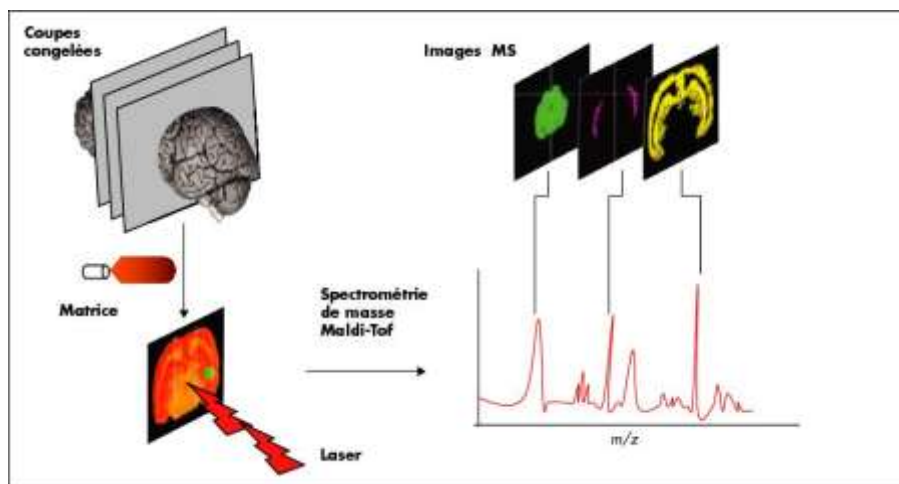 Coupes
congelées
Images MS
Matrice
Spectrométrie
de masse
Maldi-Tof
Laser
m/z